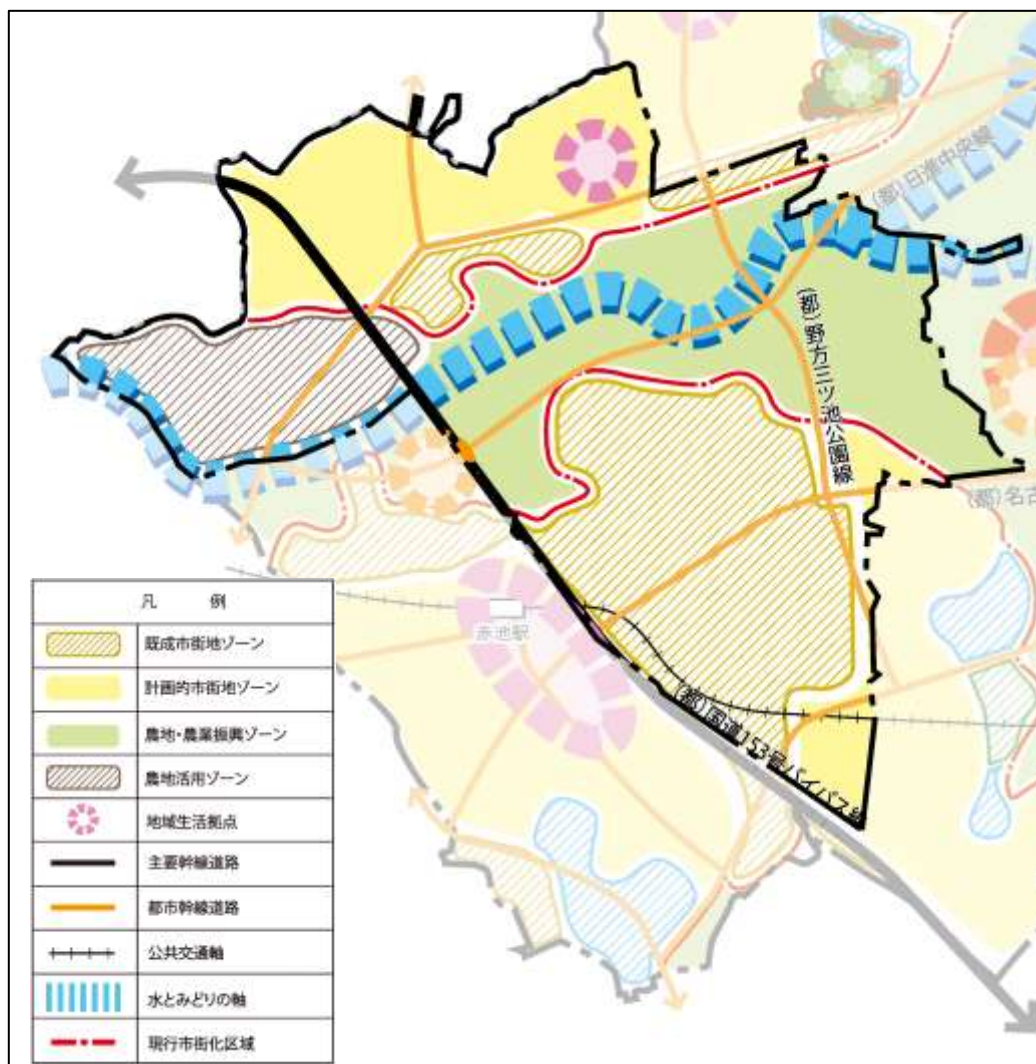 (都)日進中央線
(都)野方三ツ池公園線
(都)名古
赤池駅
(都)国道153号バイパス線
凡 例
既成市街地ゾーン
計画的市街地ゾーン
農地・農業振興ゾーン
農地活用ゾーン
地域生活拠点
主要幹線道路
都市幹線道路
公共交通軸
水とみどりの軸
現行市街化区域